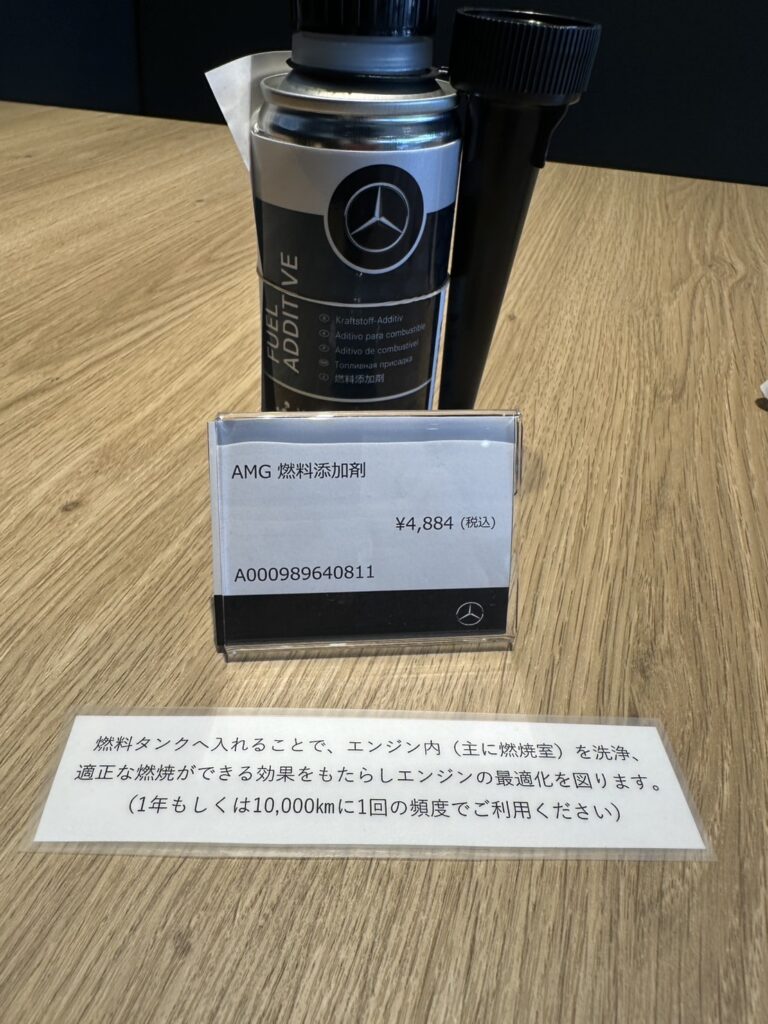 FUEL
ADDITIVE
Kraftstoff-Additiv
Aditivo para combustible
Aditivo de combustível
Топливная присадка
燃料添加剤
AMG 燃料添加剤
¥4,884 (税込)
A000989640811
燃料タンクへ入れることで、エンジン内（主に燃焼室）を洗浄、
適正な燃焼ができる効果をもたらしエンジンの最適化を図ります。
（1年もしくは10,000㎞に1回の頻度でご利用ください）